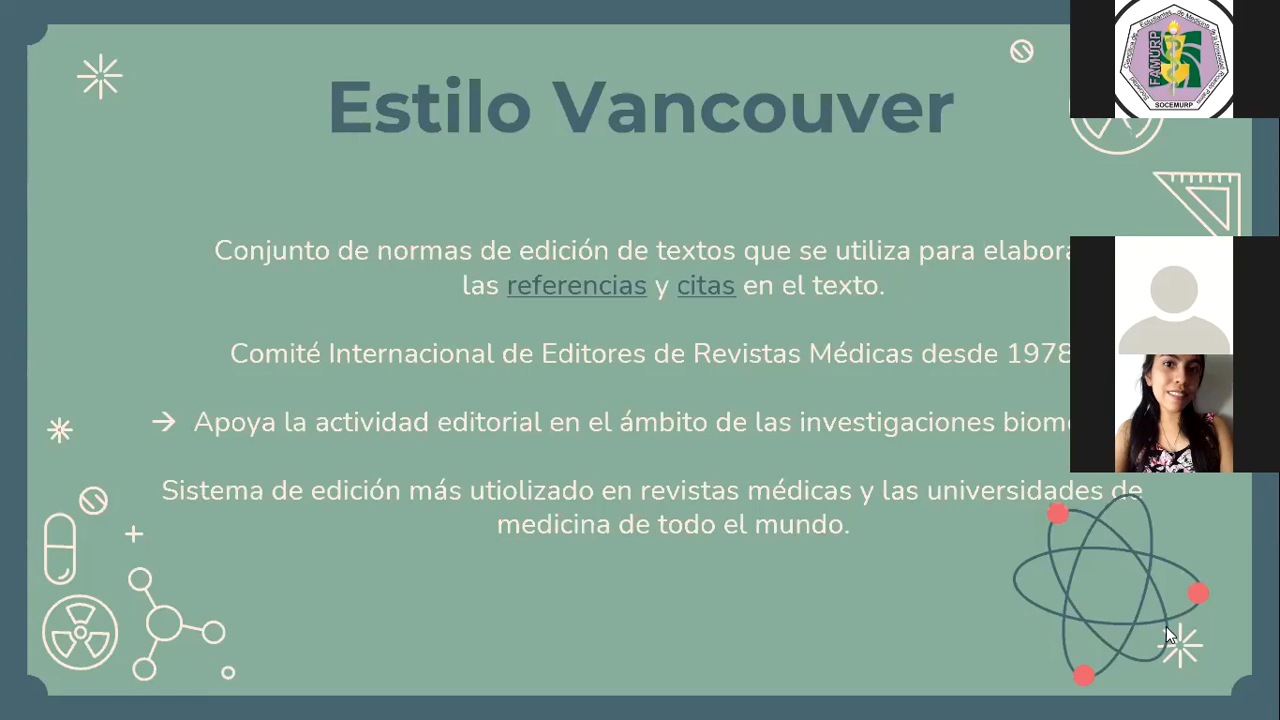 Estilo Vancouver
Conjunto de normas de edición de textos que se utiliza para elabora
las referencias y citas en el texto.
Comité Internacional de Editores de Revistas Médicas desde 1978
→ Apoya la actividad editorial en el ámbito de las investigaciones biom
Sistema de edición más utiolizado en revistas médicas y las universidades de
medicina de todo el mundo.
FAMURP
SOCEMURP